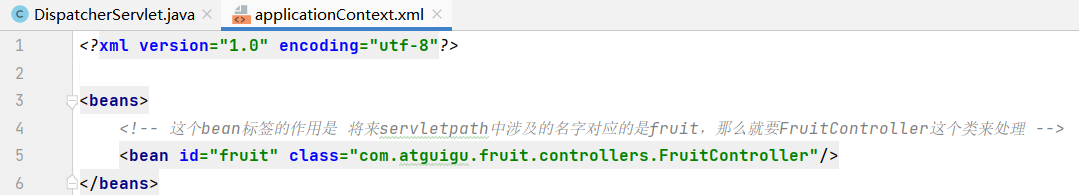 DispatcherServlet.java applicationContext.xml
1 <?xml version="1.0" encoding="utf-8"?>
2
3 <beans>
4 <!-- 这个bean标签的作用是 将来servletpath中涉及的名字对应的是fruit，那么就要FruitController这个类来处理 -->
5 <bean id="fruit" class="com.atguigu.fruit.controllers.FruitController"/>
6 </beans>